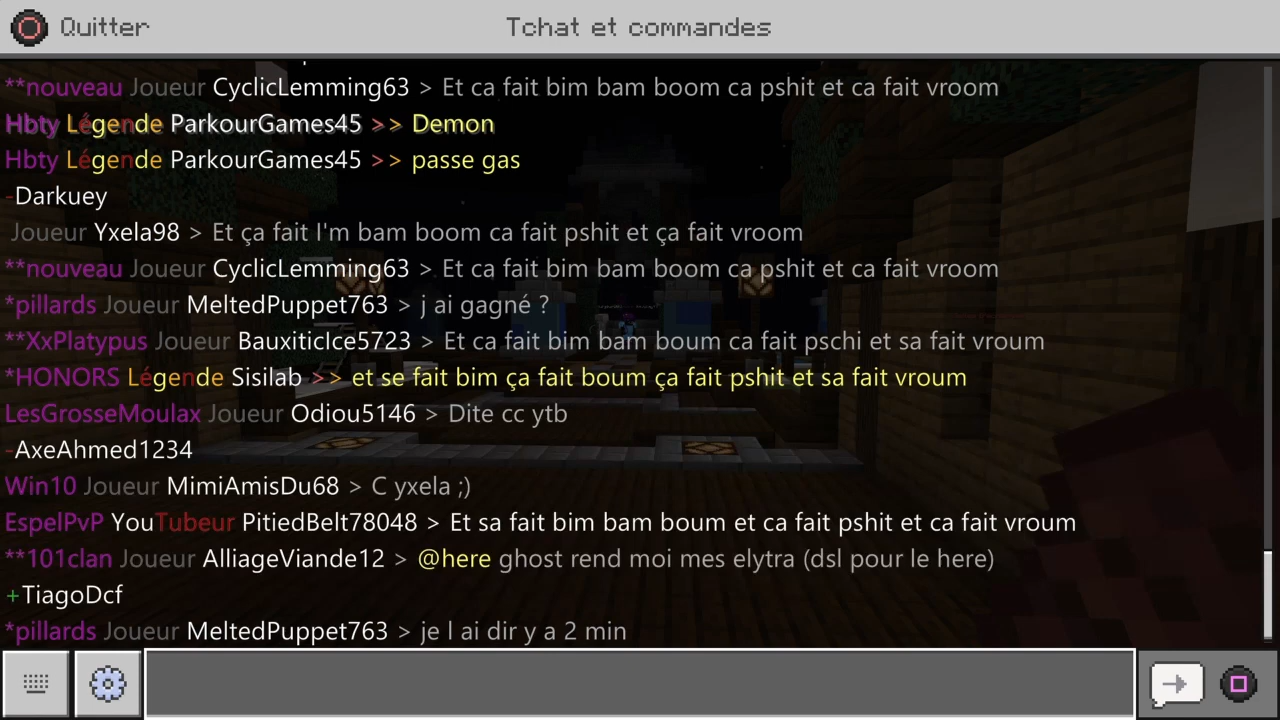 Quitter
Tchat et commandes
**nouveau Joueur CyclicLemming63 > Et ca fait bim bam boom ca pshit et ca fait vroom
Hbty Légende ParkourGames45 >> Demon
Hbty Légende ParkourGames45 >> passe gas
-Darkuey
Joueur Yxela98 > Et ça fait I'm bam boom ca fait pshit et ça fait vroom
**nouveau Joueur CyclicLemming63 > Et ca fait bim bam boom ca pshit et ca fait vroom
*pillards Joueur MeltedPuppet763 > j ai gagné ?
**XxPlatypus Joueur BauxiticIce5723 > Et ca fait bim bam boum ca fait pschi et sa fait vroum
*HONORS Légende Sisilab >> et se fait bim ça fait boum ça fait pshit et sa fait vroum
LesGrosseMoulax Joueur Odiou5146 > Dite cc ytb
-AxeAhmed1234
Win10 Joueur MimiAmisDu68 > C yxela ;)
EspelPvP YouTubeur PitiedBelt78048 > Et sa fait bim bam boum et ca fait pshit et ca fait vroum
**101clan Joueur AlliageViande12 > @here ghost rend moi mes elytra (dsl pour le here)
+TiagoDcf
*pillards Joueur MeltedPuppet763 > je l ai dir y a 2 min